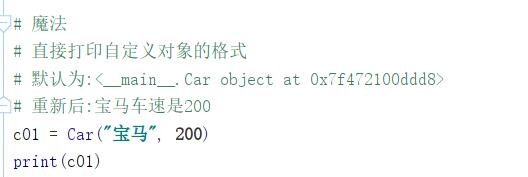 # 魔法
# 直接打印自定义对象的格式
# 默认为:<__main__.Car object at 0x7f472100ddd8>
# 重新后:宝马车速是200
c01 = Car("宝马", 200)
print(c01)